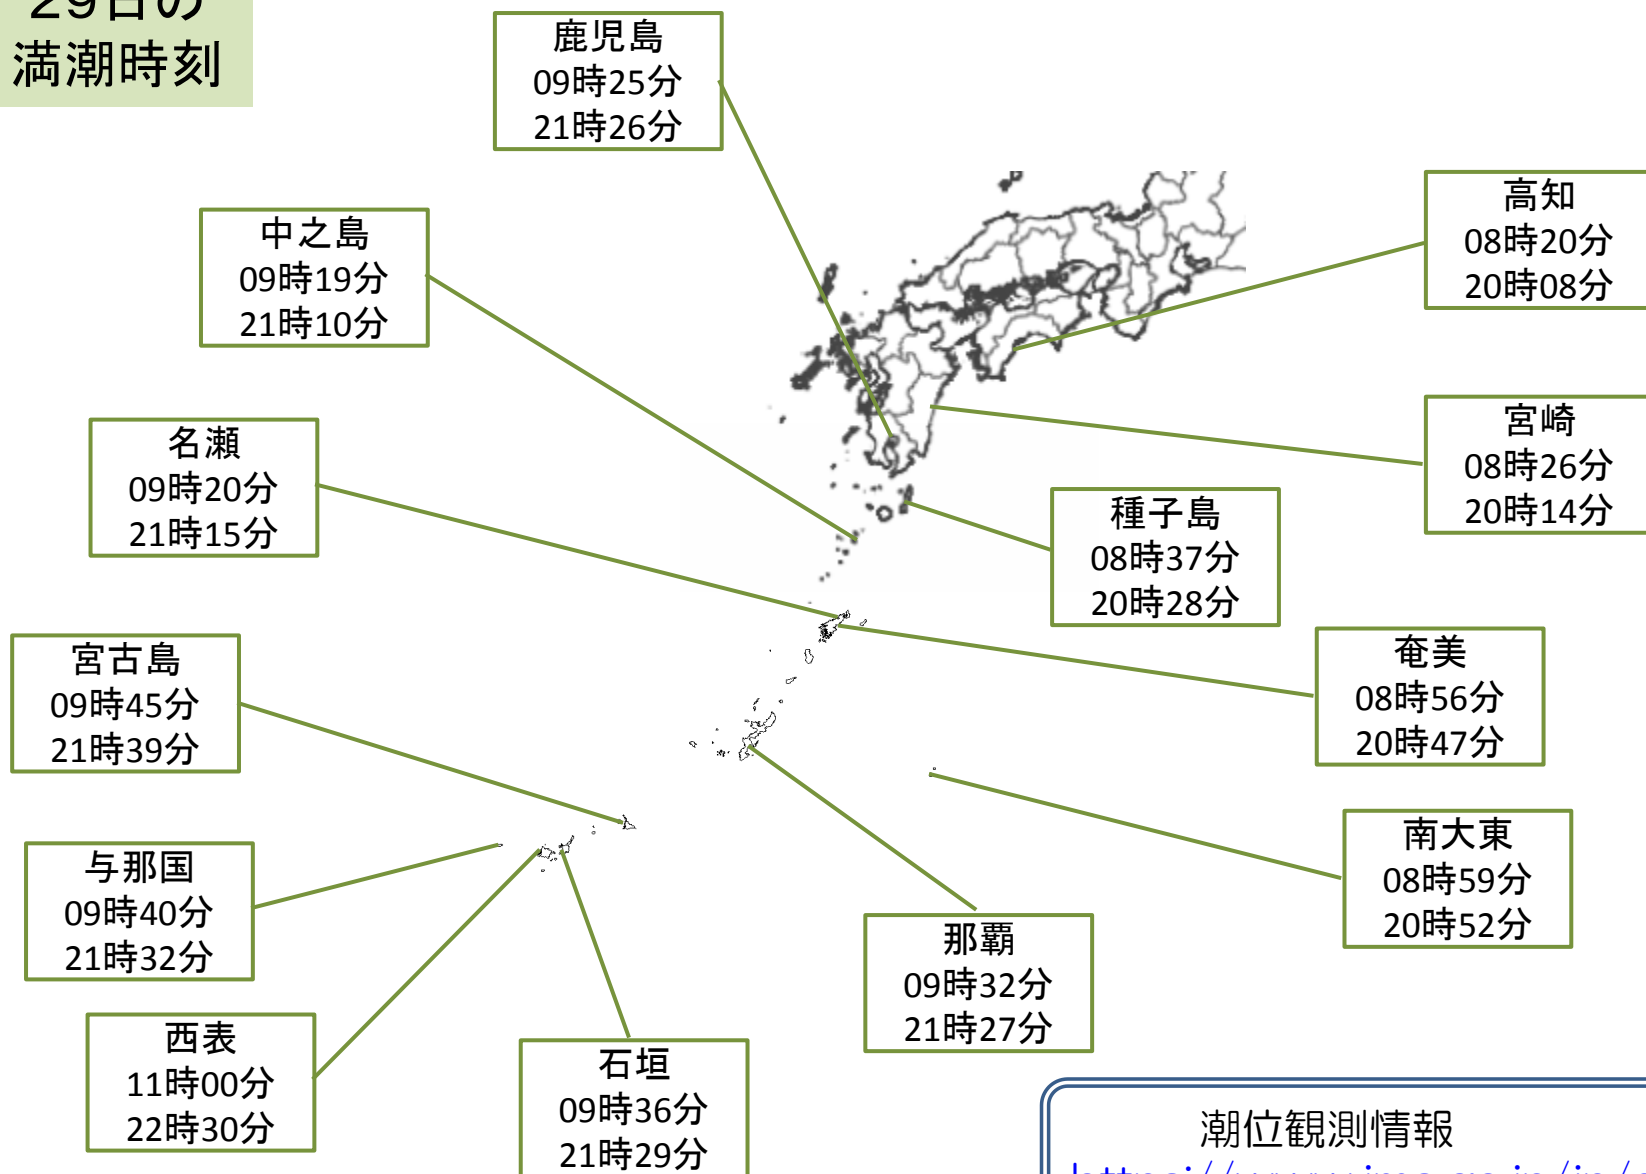 29日の
満潮時刻
鹿児島
09時25分
21時26分
高知
08時20分
20時08分
中之島
09時19分
21時10分
宮崎
08時26分
20時14分
名瀬
09時20分
21時15分
種子島
08時37分
20時28分
奄美
08時56分
20時47分
宮古島
09時45分
21時39分
南大東
08時59分
20時52分
与那国
09時40分
21時32分
那覇
09時32分
21時27分
西表
11時00分
22時30分
石垣
09時36分
21時29分
潮位観測情報